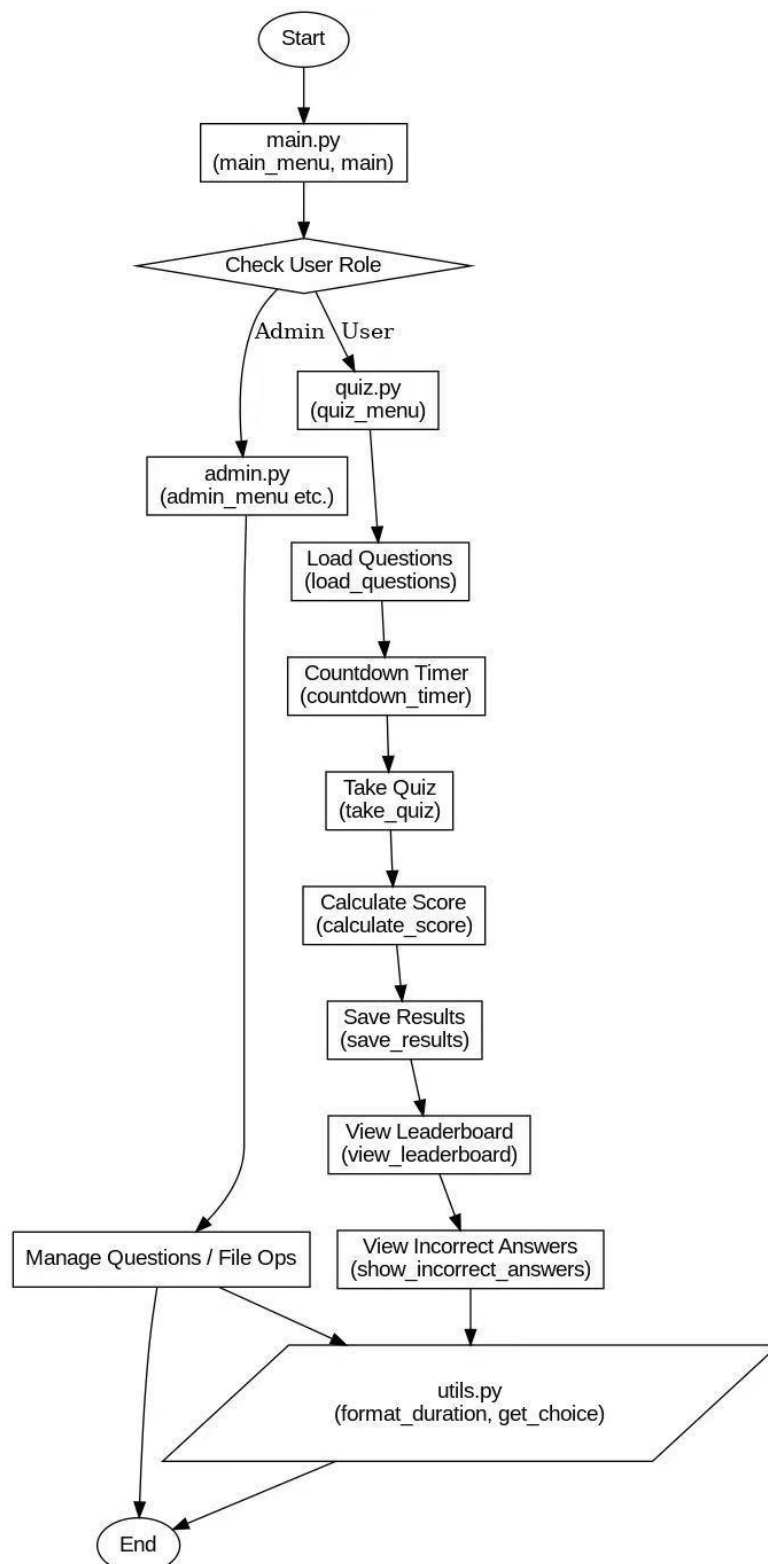 Start
main.py
(main_menu, main)
Check User Role
Admin
User
quiz.py
(quiz_menu)
admin.py
(admin_menu etc.)
Load Questions
(load_questions)
Countdown Timer
(countdown_timer)
Take Quiz
(take_quiz)
Calculate Score
(calculate_score)
Save Results
(save_results)
View Leaderboard
(view_leaderboard)
Manage Questions / File Ops
View Incorrect Answers
(show_incorrect_answers)
utils.py
(format_duration, get_choice)
End